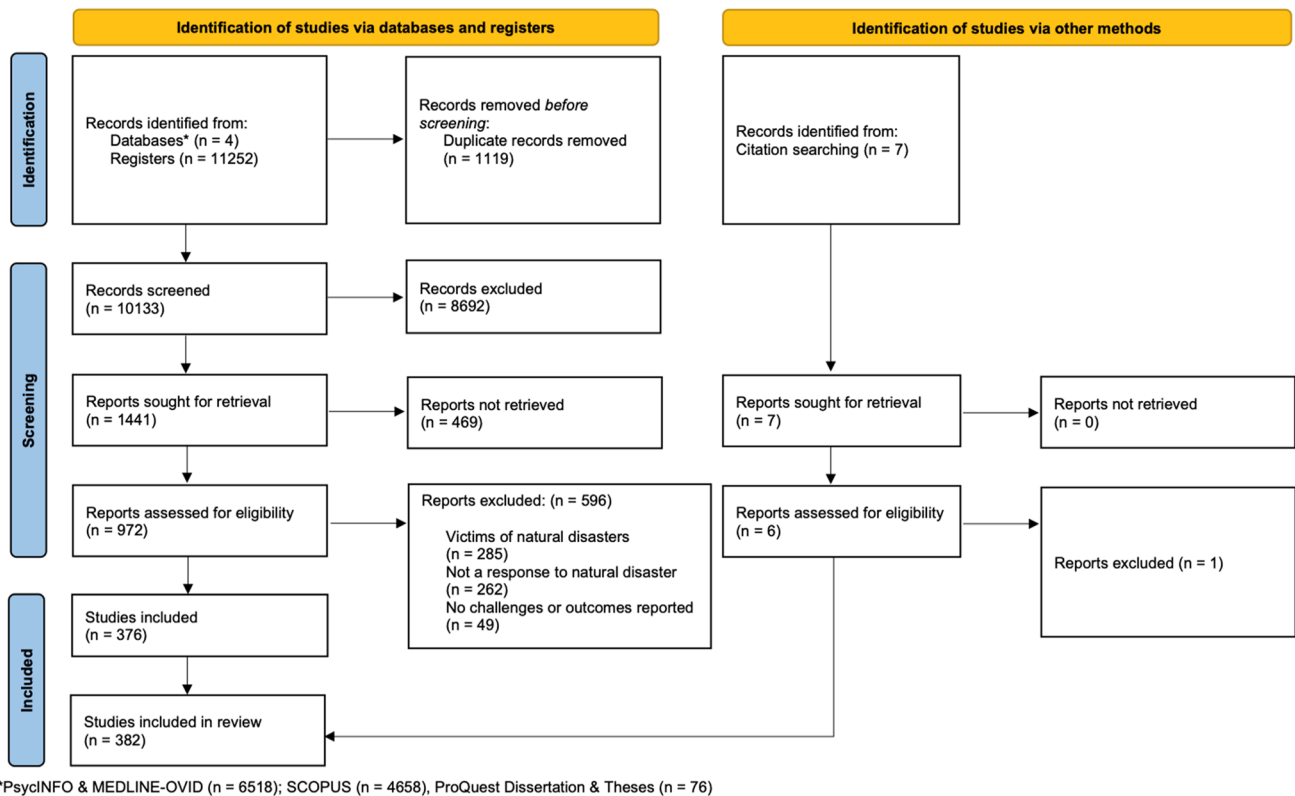 Identification of studies via databases and registers
Identification of studies via other methods
Identification
Records identified from:
Databases* (n = 4)
Registers (n = 11252)
Records removed before
screening:
Duplicate records removed
(n = 1119)
Records identified from:
Citation searching (n = 7)
Screening
Records screened
(n = 10133)
Records excluded
(n = 8692)
Reports sought for retrieval
(n = 1441)
Reports not retrieved
(n = 469)
Reports sought for retrieval
(n = 7)
Reports not retrieved
(n = 0)
Reports assessed for eligibility
(n = 972)
Reports excluded: (n = 596)
Victims of natural disasters
(n = 285)
Not a response to natural disaster
(n = 262)
No challenges or outcomes reported
(n = 49)
Reports assessed for eligibility
(n = 6)
Reports excluded (n = 1)
Included
Studies included
(n = 376)
Studies included in review
(n = 382)
*PsycINFO & MEDLINE-OVID (n = 6518); SCOPUS (n = 4658), ProQuest Dissertation & Theses (n = 76)